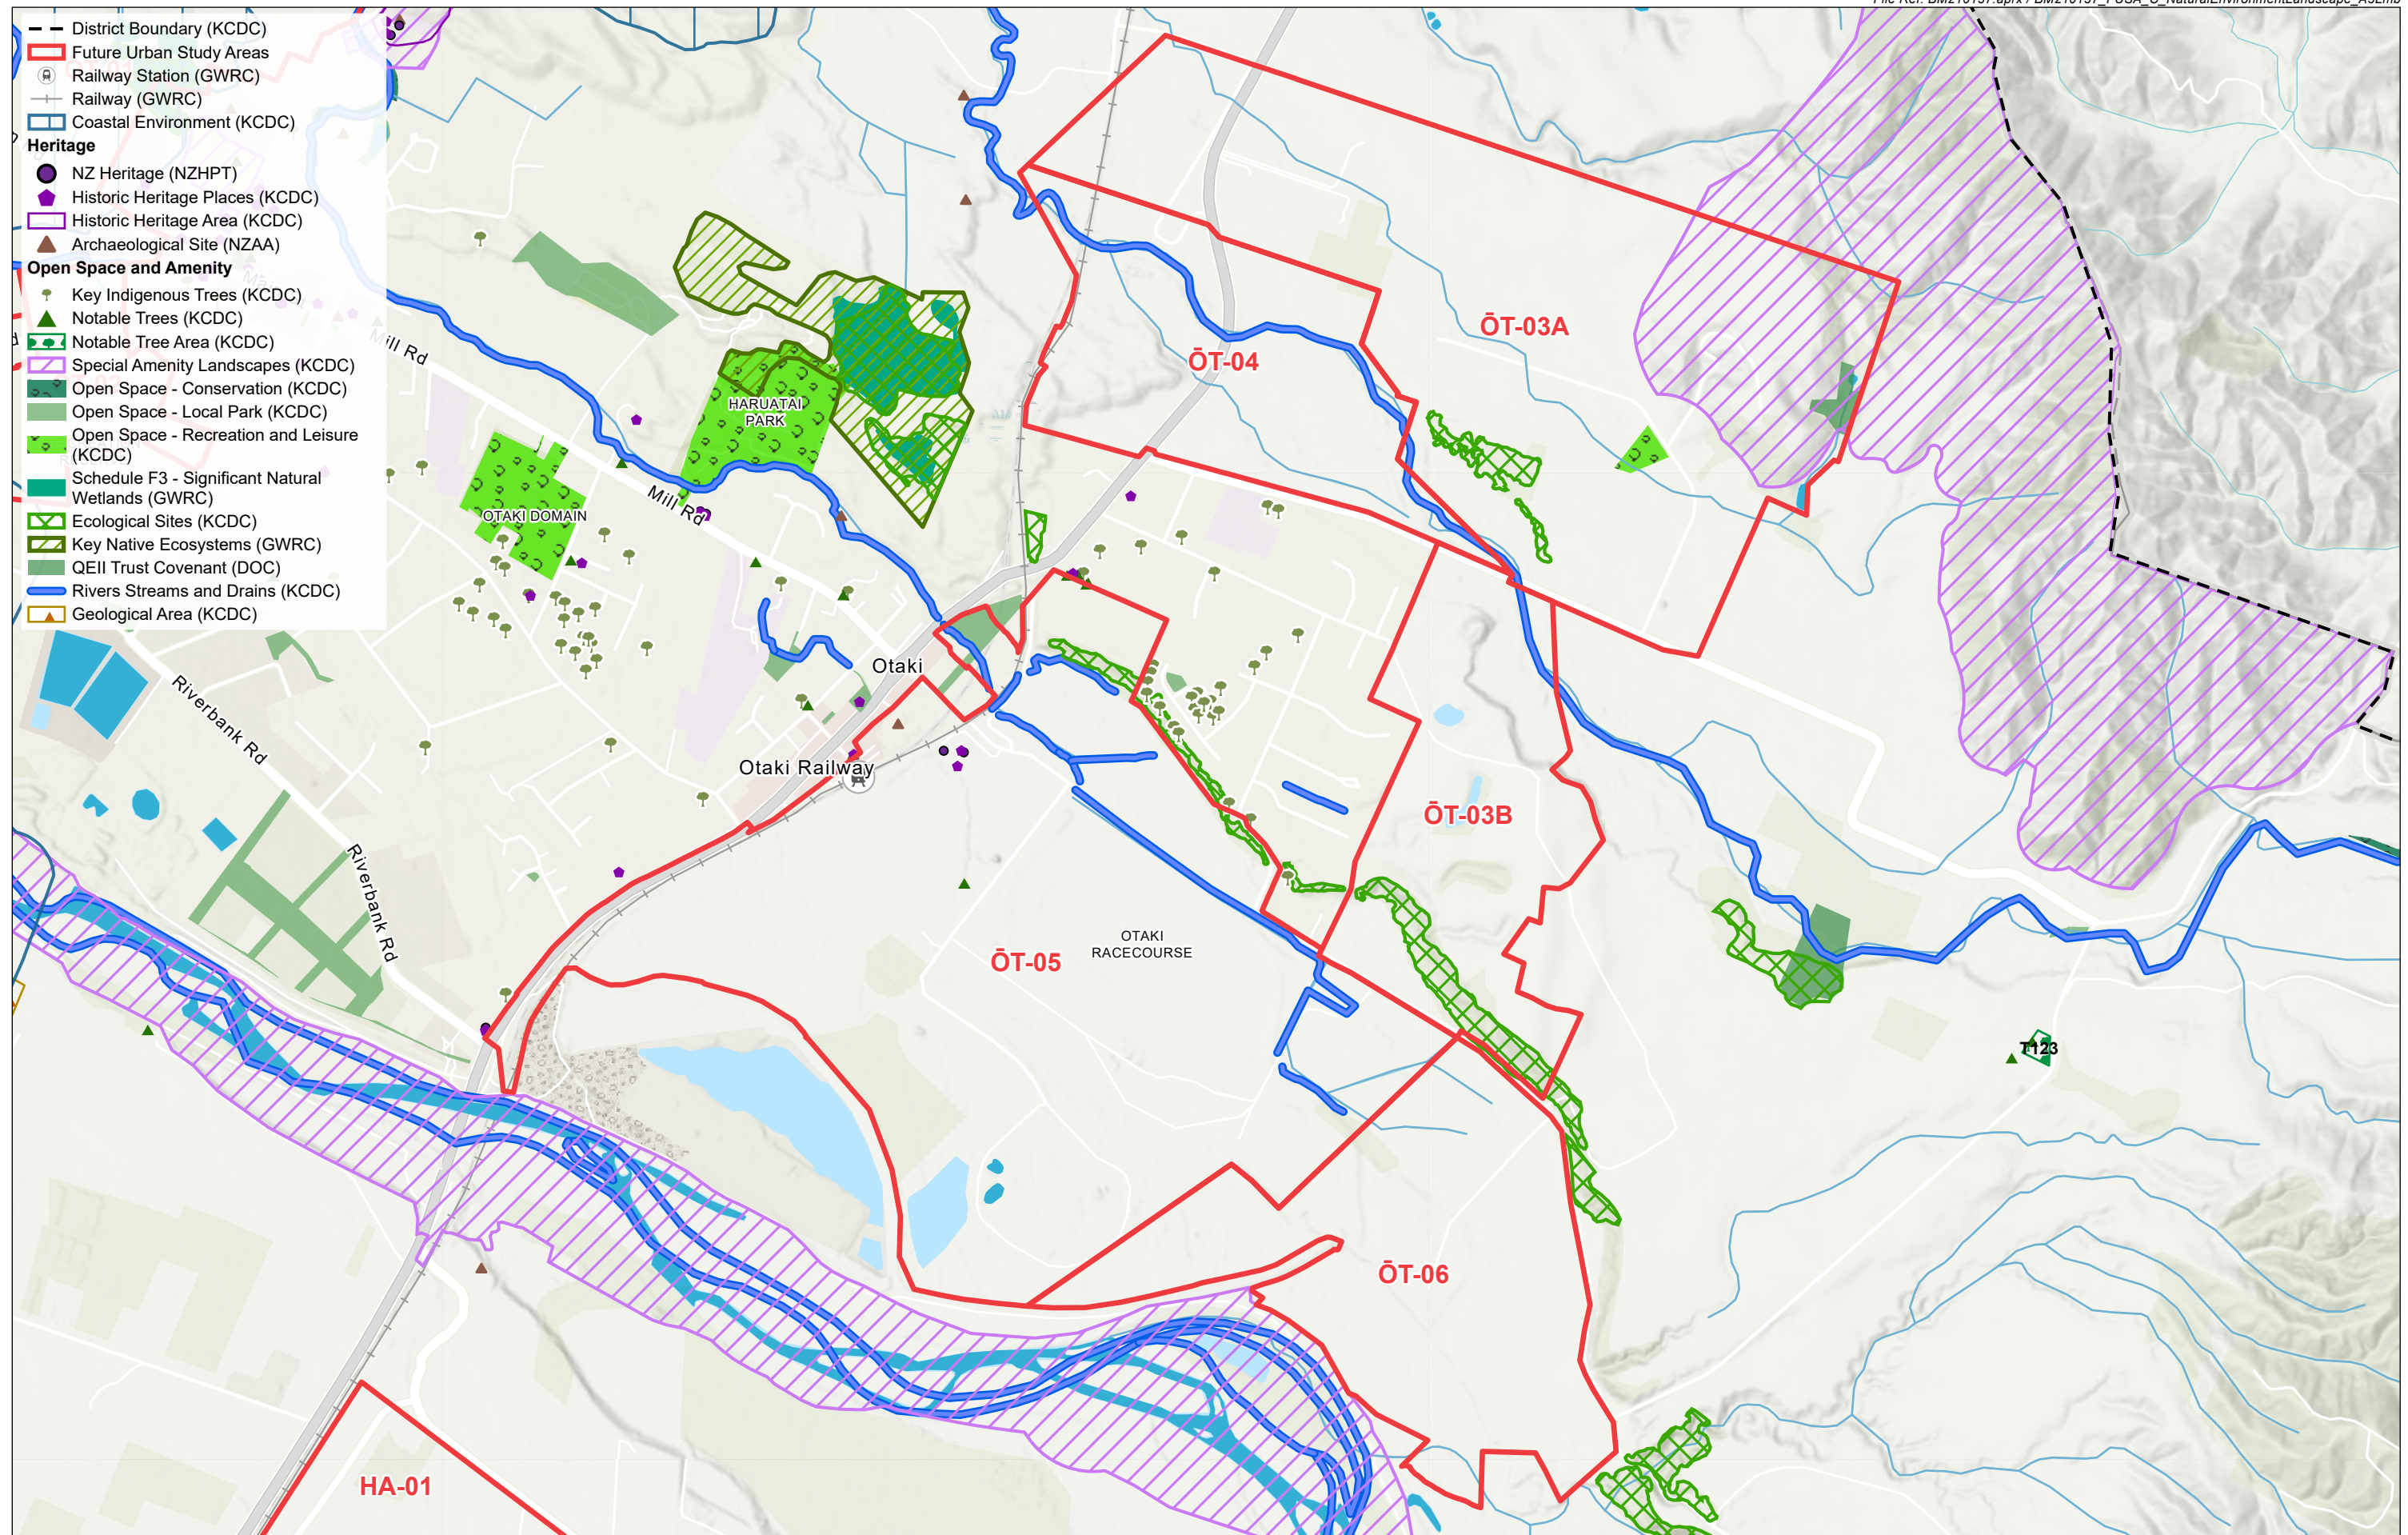 District Boundary (KCDC)
Future Urban Study Areas
Railway Station (GWRC)
Railway (GWRC)
Coastal Environment (KCDC)
Heritage
NZ Heritage (NZHPT)
Historic Heritage Places (KCDC)
Historic Heritage Area (KCDC)
Archaeological Site (NZAA)
Open Space and Amenity
Key Indigenous Trees (KCDC)
Notable Trees (KCDC)
Notable Tree Area (KCDC)
Special Amenity Landscapes (KCDC)
Open Space - Conservation (KCDC)
Open Space - Local Park (KCDC)
Open Space - Recreation and Leisure
(KCDC)
Schedule F3 - Significant Natural
Wetlands (GWRC)
Ecological Sites (KCDC)
Key Native Ecosystems (GWRC)
QEII Trust Covenant (DOC)
Rivers Streams and Drains (KCDC)
Geological Area (KCDC)
ŌT-03A
Mill Rd
ŌT-04
HARUATAI
PARK
Mill Rd
OTAKI DOMAIN
Otaki
Riverbank Rd
Otaki Railway
ŌT-03B
Riverbank Rd
OTAKI
RACECOURSE
ŌT-05
T123
ŌT-06
HA-01